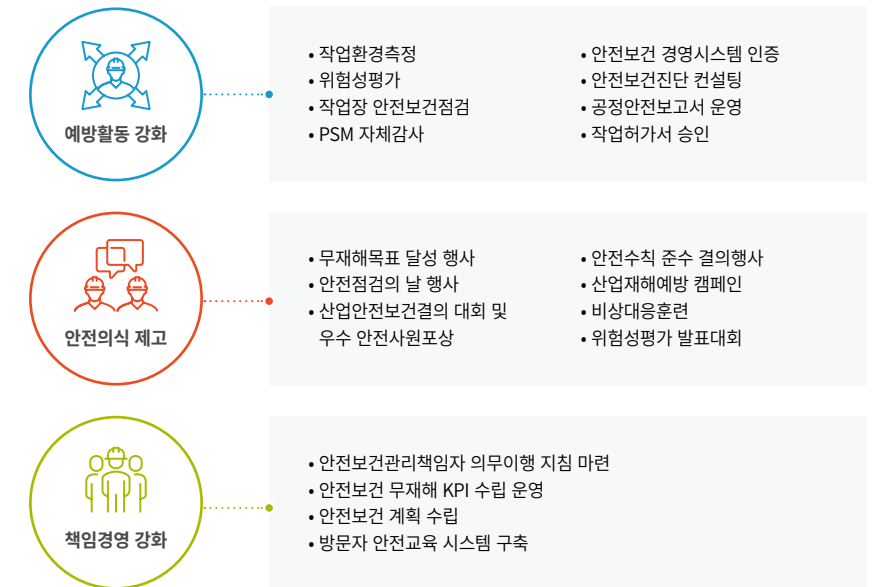 예방활동 강화
• 작업환경측정
• 위험성평가
• 작업장 안전보건점검
• PSM 자체감사
• 안전보건 경영시스템 인증
• 안전보건진단 컨설팅
• 공정안전보고서 운영
• 작업허가서 승인
안전의식 제고
• 무재해목표 달성 행사
• 안전점검의 날 행사
• 산업안전보건결의 대회 및
우수 안전사원포상
• 안전수칙 준수 결의행사
• 산업재해예방 캠페인
• 비상대응훈련
• 위험성평가 발표대회
책임경영 강화
• 안전보건관리책임자 의무이행 지침 마련
• 안전보건 무재해 KPI 수립 운영
• 안전보건 계획 수립
• 방문자 안전교육 시스템 구축